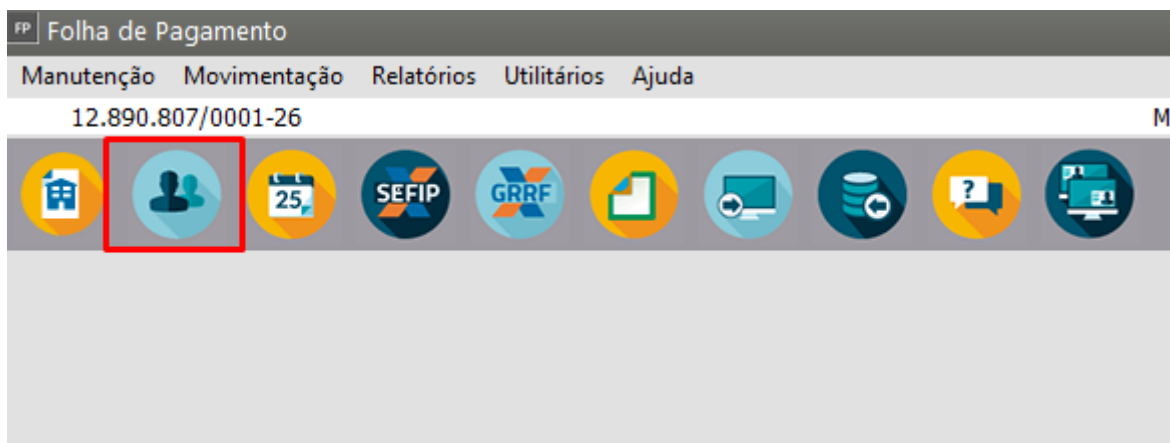 FP Folha de Pagamento
Manutenção Movimentação Relatórios Utilitários Ajuda
12.890.807/0001-26 M
25 SEFIP GRRF ?